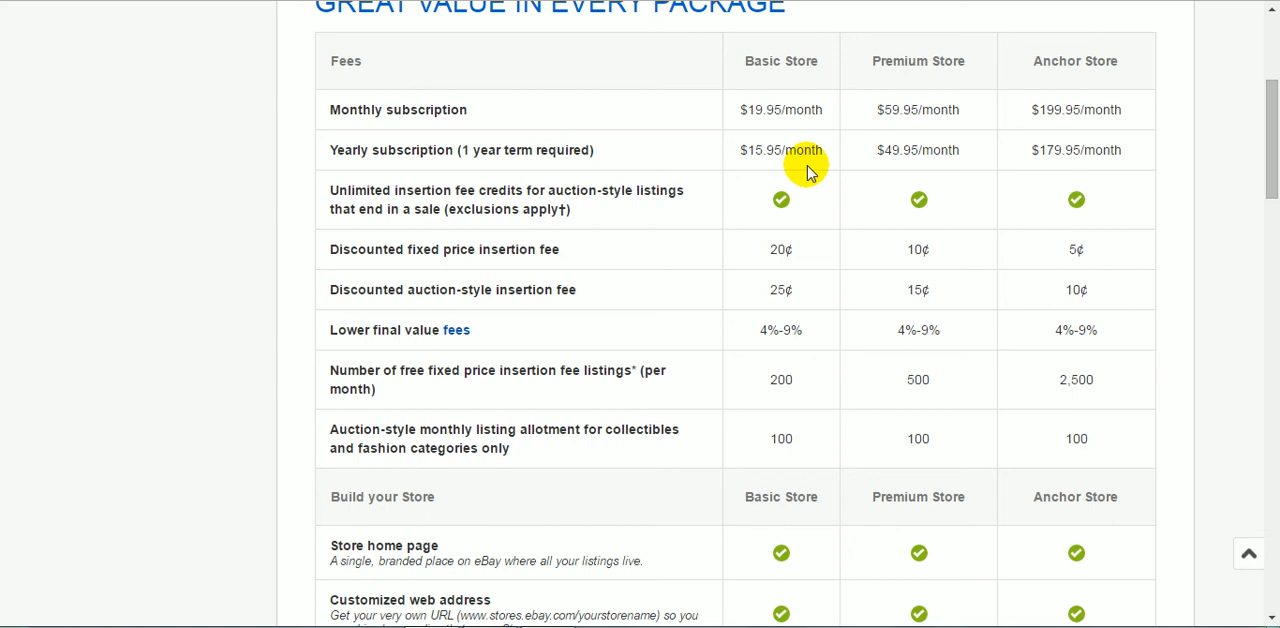 GREAT VALUE IN EVERY PACKAGE
Fees Basic Store Premium Store Anchor Store
Monthly subscription $19.95/month $59.95/month $199.95/month
Yearly subscription (1 year term required) $15.95/month $49.95/month $179.95/month
Unlimited insertion fee credits for auction-style listings
that end in a sale (exclusions apply†)
Discounted fixed price insertion fee 20¢ 10¢ 5¢
Discounted auction-style insertion fee 25¢ 15¢ 10¢
Lower final value fees 4%-9% 4%-9% 4%-9%
Number of free fixed price insertion fee listings* (per
month) 200 500 2,500
Auction-style monthly listing allotment for collectibles
and fashion categories only 100 100 100
Build your Store Basic Store Premium Store Anchor Store
Store home page
A single, branded place on eBay where all your listings live.
Customized web address
Get your very own URL (www.stores.ebay.com/yourstorename) so you